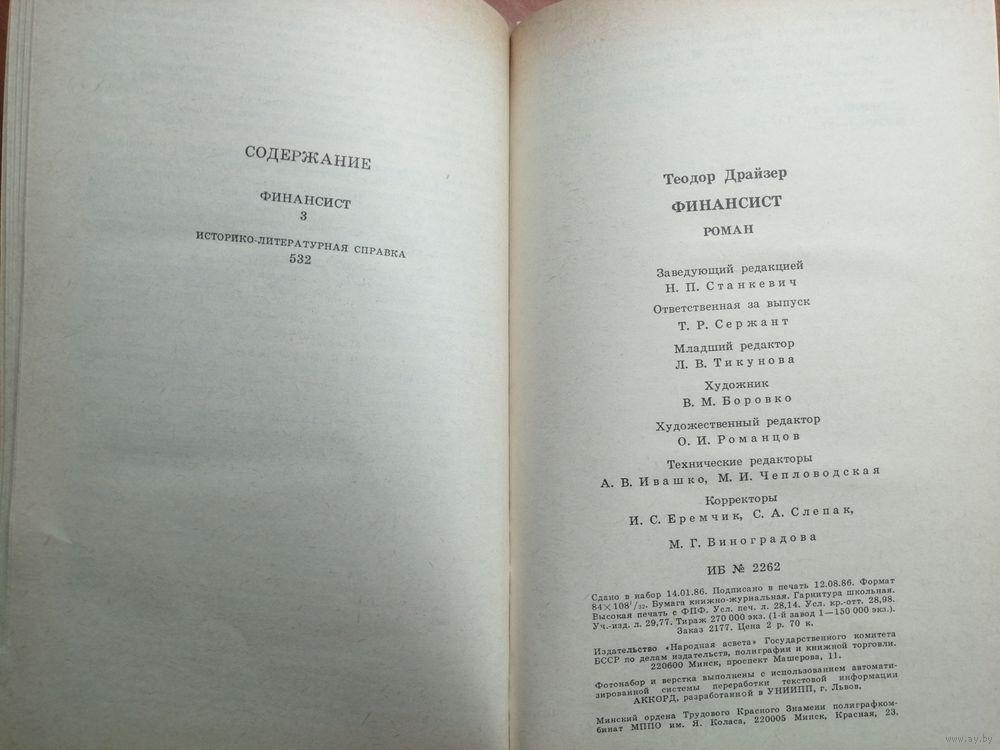 СОДЕРЖАНИЕ
ФИНАНСИСТ
3
ИСТОРИКО-ЛИТЕРАТУРНАЯ СПРАВКА
532
Теодор Драйзер
ФИНАНСИСТ
РОМАН
Заведующий редакцией
Н. П. Станкевич
Ответственная за выпуск
Т. Р. Сержант
Младший редактор
Л. В. Тикунова
Художник
В. М. Боровко
Художественный редактор
О. И. Романцов
Технические редакторы
А. В. Ивашко, М. И. Чепловодская
Корректоры
И. С. Еремчик, С. А. Слепак,
М. Г. Виноградова
ИБ № 2262
Сдано в набор 14.01.86. Подписано в печать 12.08.86. Формат
84×108¹/₃₂. Бумага книжно-журнальная. Гарнитура школьная.
Высокая печать с ФПФ. Усл. печ. л. 28,14. Усл. кр.-отт. 28,98.
Уч.-изд. л. 29,77. Тираж 270 000 экз. (1-й завод 1—150 000 экз.).
Заказ 2177. Цена 2 р. 70 к.
Издательство «Народная асвета» Государственного комитета
БССР по делам издательств, полиграфии и книжной торговли.
220600 Минск, проспект Машерова, 11.
Фотонабор и верстка выполнены с использованием автомати-
зированной системы переработки текстовой информации
АККОРД, разработанной в УНИИПП, г. Львов.
Минский ордена Трудового Красного Знамени полиграфком-
бинат МППО им. Я. Коласа, 220005 Минск, Красная, 23.
www.ay.by